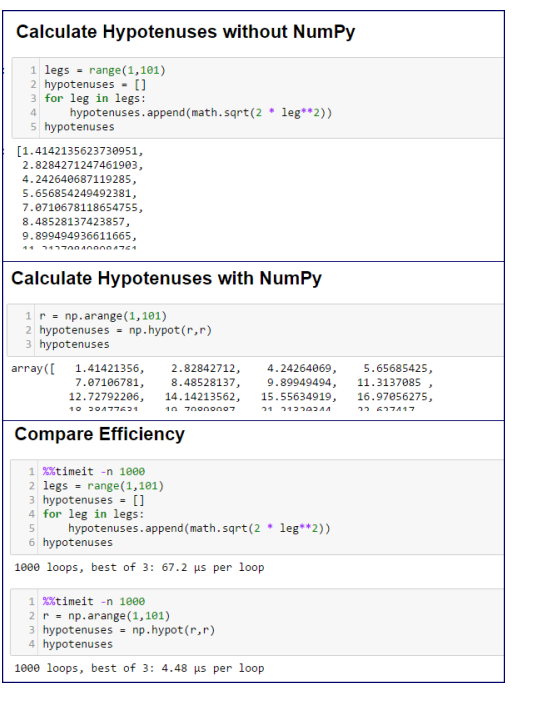 Calculate Hypotenuses without NumPy
1 legs = range(1,101)
2 hypotenuses = []
3 for leg in legs:
4     hypotenuses.append(math.sqrt(2 * leg**2))
5 hypotenuses
[1.4142135623730951,
2.8284271247461903,
4.242640687119285,
5.656854249492381,
7.0710678118654755,
8.48528137423857,
9.899494936611665,
Calculate Hypotenuses with NumPy
1 r = np.arange(1,101)
2 hypotenuses = np.hypot(r,r)
3 hypotenuses
array([   1.41421356,    2.82842712,    4.24264069,    5.65685425,
7.07106781,    8.48528137,    9.89949494,   11.3137085 ,
12.72792206,   14.14213562,   15.55634919,   16.97056275,
Compare Efficiency
1 %%timeit -n 1000
2 legs = range(1,101)
3 hypotenuses = []
4 for leg in legs:
5     hypotenuses.append(math.sqrt(2 * leg**2))
6 hypotenuses
1000 loops, best of 3: 67.2 µs per loop
1 %%timeit -n 1000
2 r = np.arange(1,101)
3 hypotenuses = np.hypot(r,r)
4 hypotenuses
1000 loops, best of 3: 4.48 µs per loop